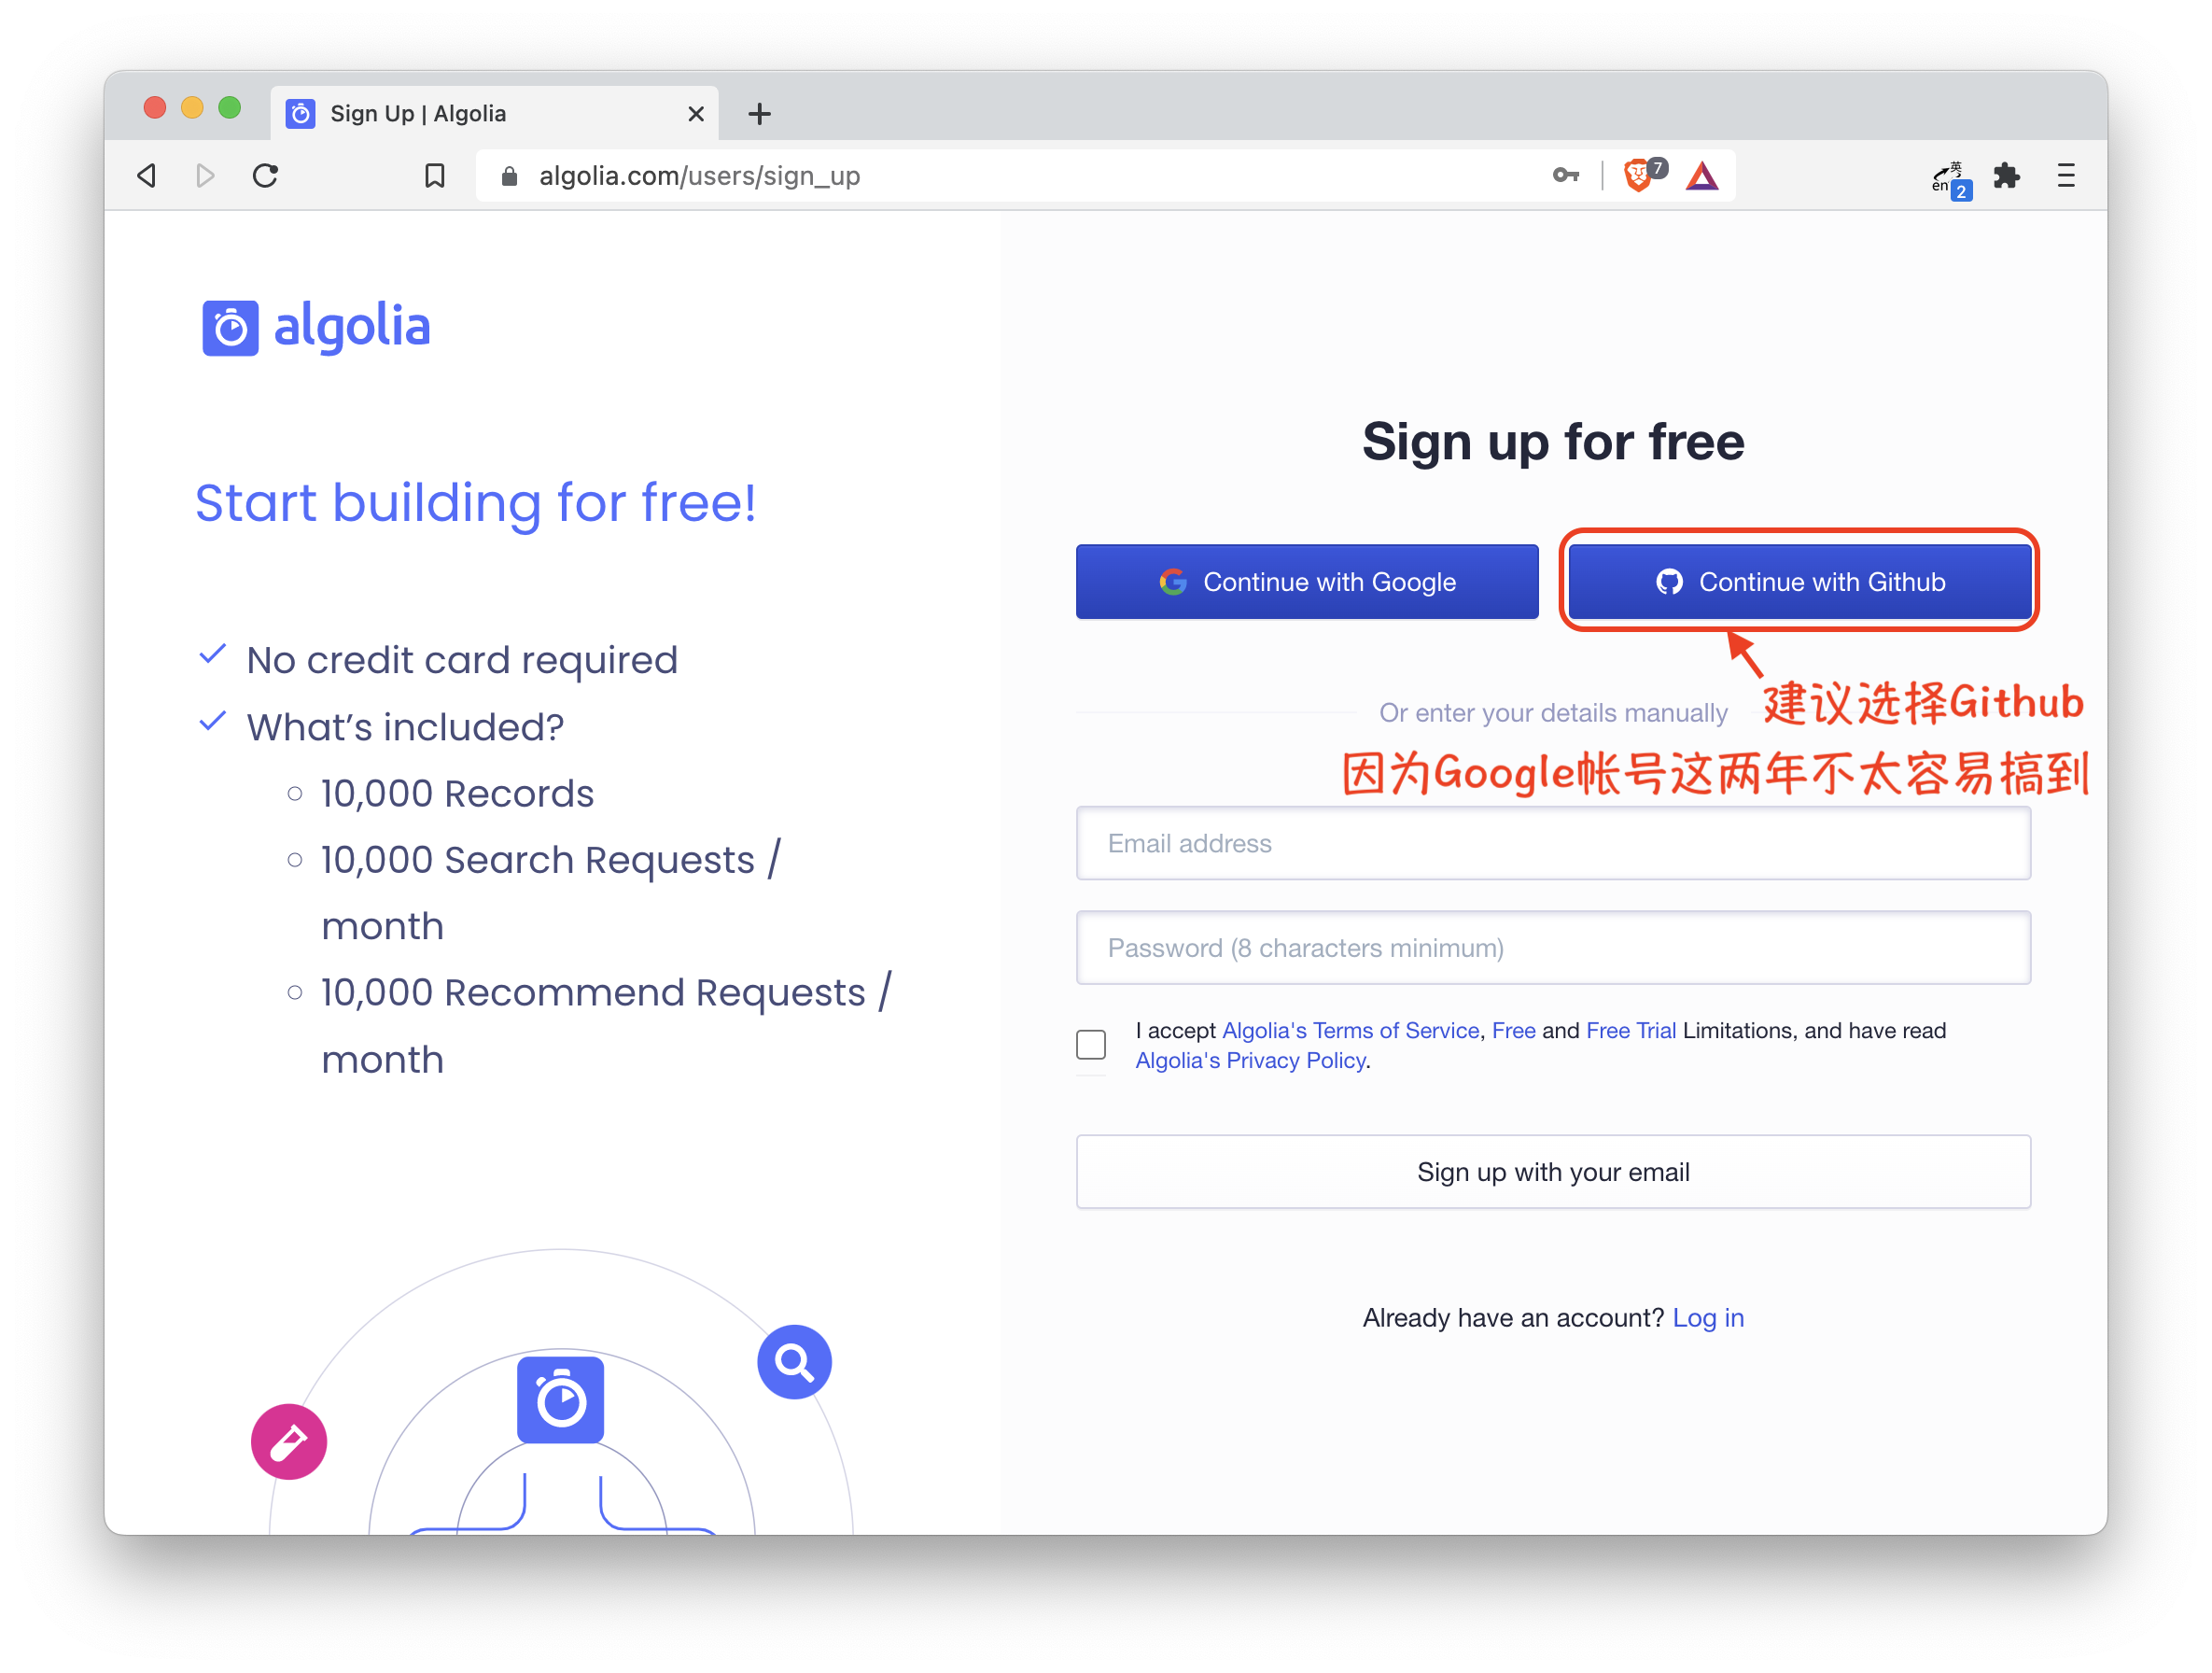 Sign Up | Algolia
algolia.com/users/sign_up
7
英
en
2
algolia
Start building for free!
No credit card required
What’s included?
10,000 Records
10,000 Search Requests /
month
10,000 Recommend Requests /
month
Sign up for free
Continue with Google
Continue with Github
建议选择Github
Or enter your details manually
因为Google帐号这两年不太容易搞到
Email address
Password (8 characters minimum)
I accept Algolia's Terms of Service, Free and Free Trial Limitations, and have read
Algolia's Privacy Policy.
Sign up with your email
Already have an account? Log in